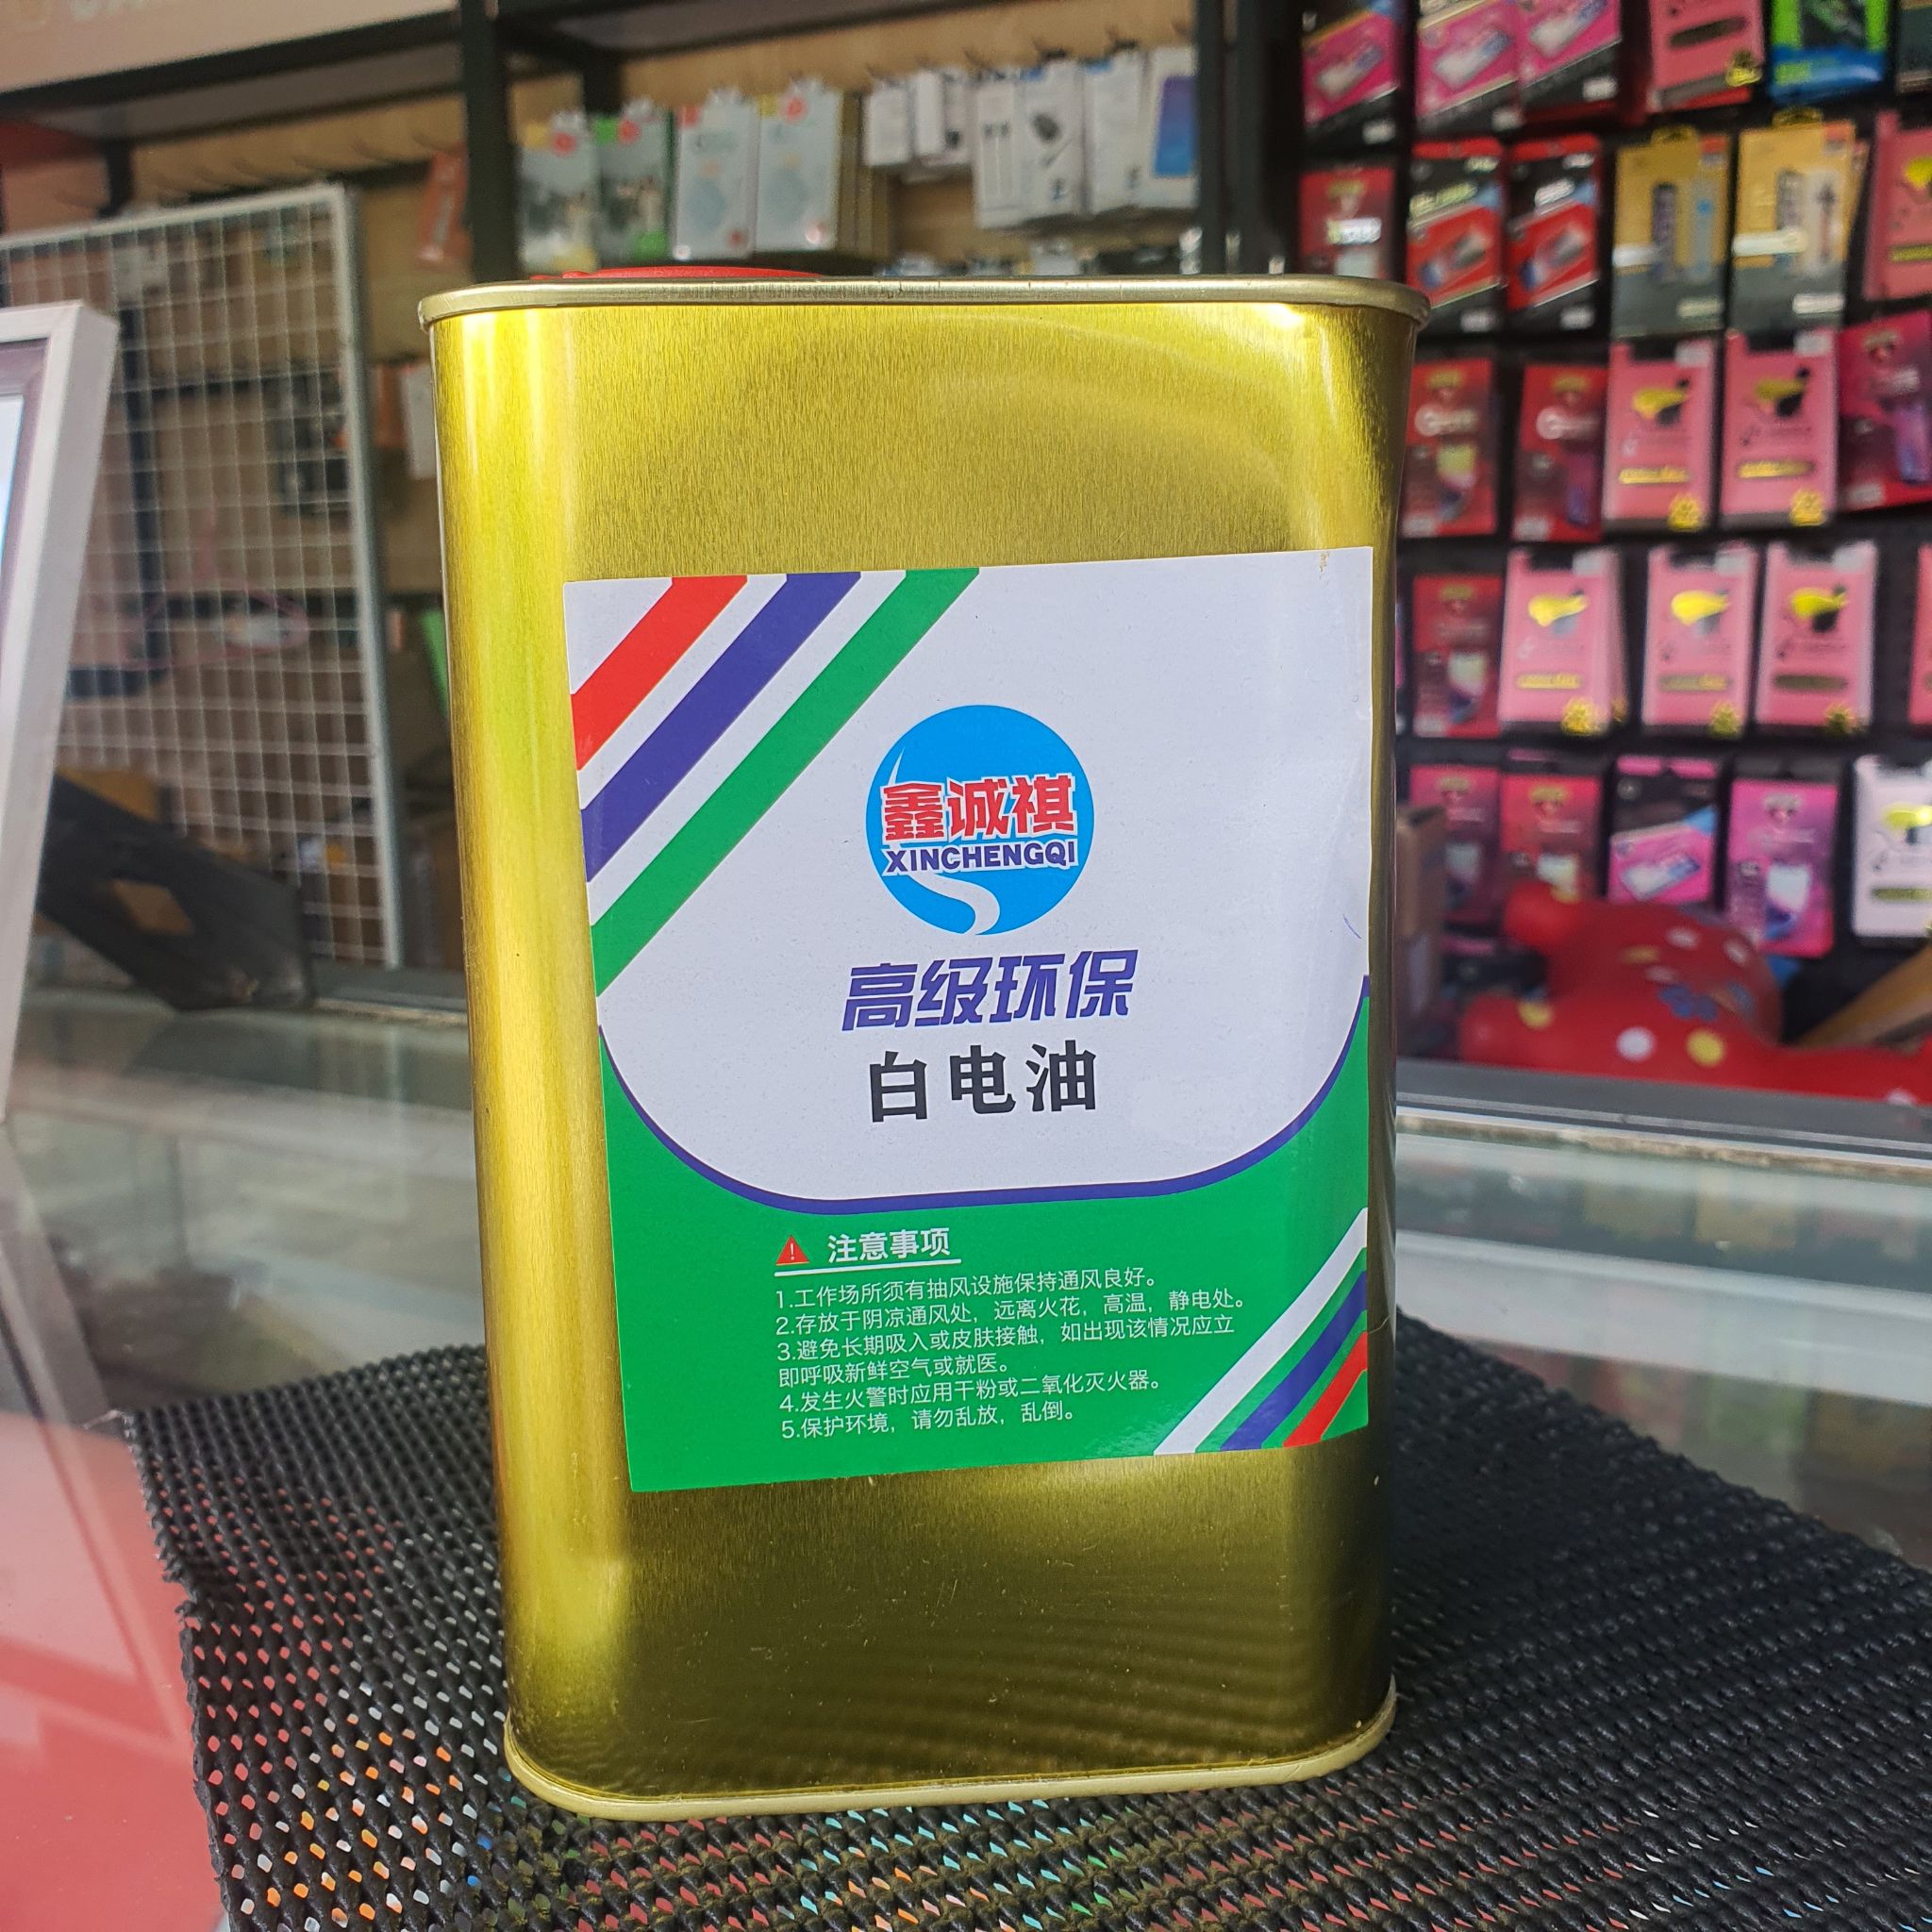 鑫诚祺
XINCHENGQI
高级环保
白电油
注意事项
1.工作场所须有抽风设施保持通风良好。
2.存放于阴凉通风处，远离火花，高温，静电处。
3.避免长期吸入或皮肤接触，如出现该情况应立
即呼吸新鲜空气或就医。
4.发生火警时应用干粉或二氧化灭火器。
5.保护环境，请勿乱放，乱倒。